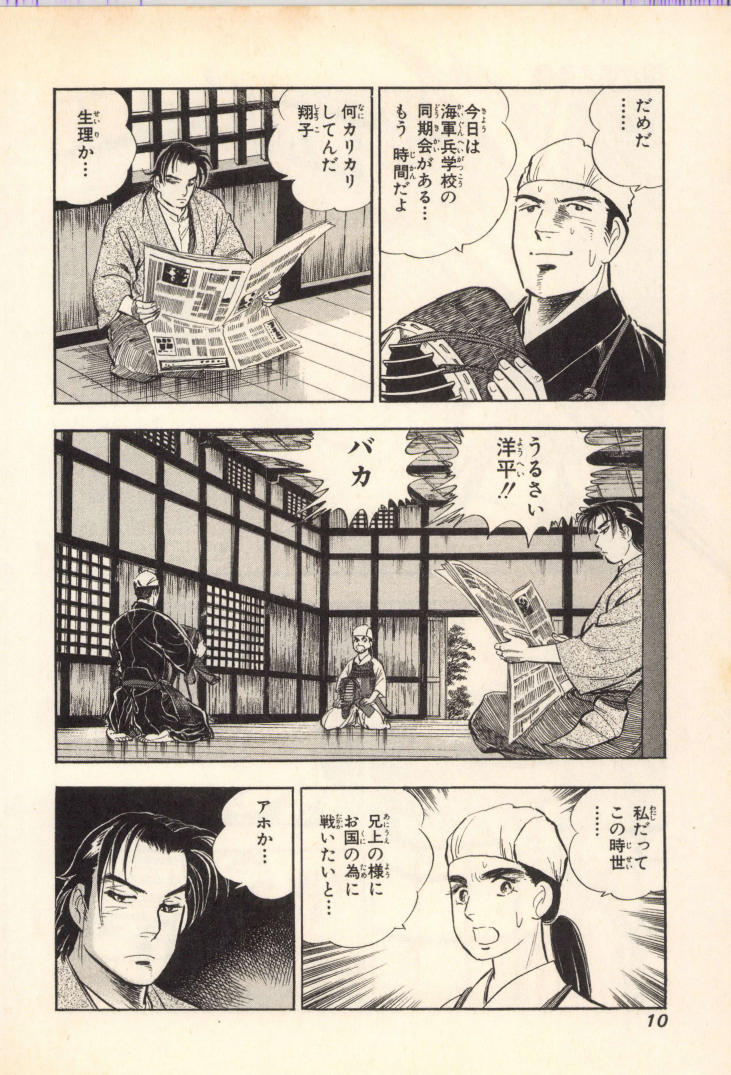 だめだ
……
今日は
海軍兵学校の
同期会がある…
もう 時間だよ
何カリカリ
してんだ
翔子
生理か…
うるさい
洋平!!
バカ
私だって
この時世
……
兄上の様に
お国の為に
戦いたいと…
アホか…
10